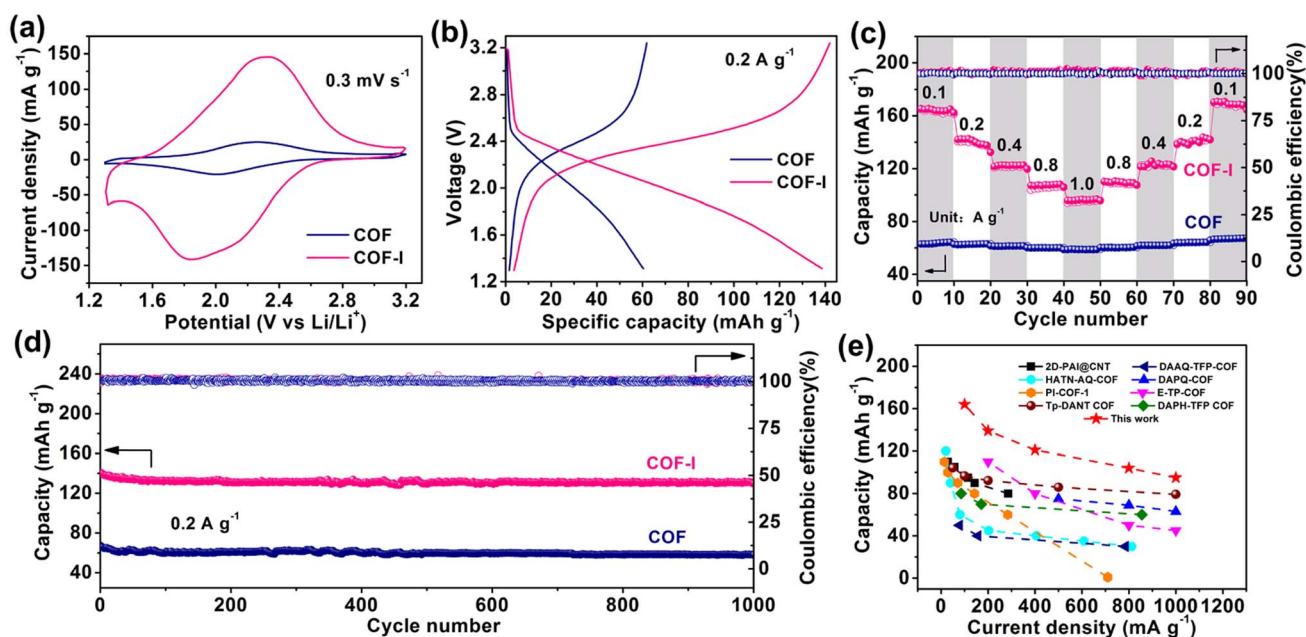 (a)
150
100
50
0
-50
-100
-150
Current density (mA g⁻¹)
0.3 mV s⁻¹
COF
COF-I
1.3 1.6 2.0 2.4 2.8 3.2
Potential (V vs Li/Li⁺)
(b)
3.2
2.8
2.4
2.0
1.6
1.2
Voltage (V)
0.2 A g⁻¹
COF
COF-I
0 20 40 60 80 100 120 140
Specific capacity (mAh g⁻¹)
(c)
200
160
120
80
40
Capacity (mAh g⁻¹)
0.1
0.2
0.4
0.8
1.0
0.8
0.4
0.2
0.1
COF-I
Unit: A g⁻¹
COF
100
75
50
25
0
Coulombic efficiency(%)
0 10 20 30 40 50 60 70 80 90
Cycle number
(d)
240
200
160
120
80
40
Capacity (mAh g⁻¹)
COF-I
0.2 A g⁻¹
COF
100
75
50
25
0
Coulombic efficiency(%)
0 200 400 600 800 1000
Cycle number
(e)
200
160
120
80
40
0
Capacity (mAh g⁻¹)
2D-PAI@CNT DAAQ-TFP-COF
HATN-AQ-COF DAPQ-COF
PI-COF-1 E-TP-COF
Tp-DANT COF DAPH-TFP COF
This work
0 200 400 600 800 1000 1200
Current density (mA g⁻¹)